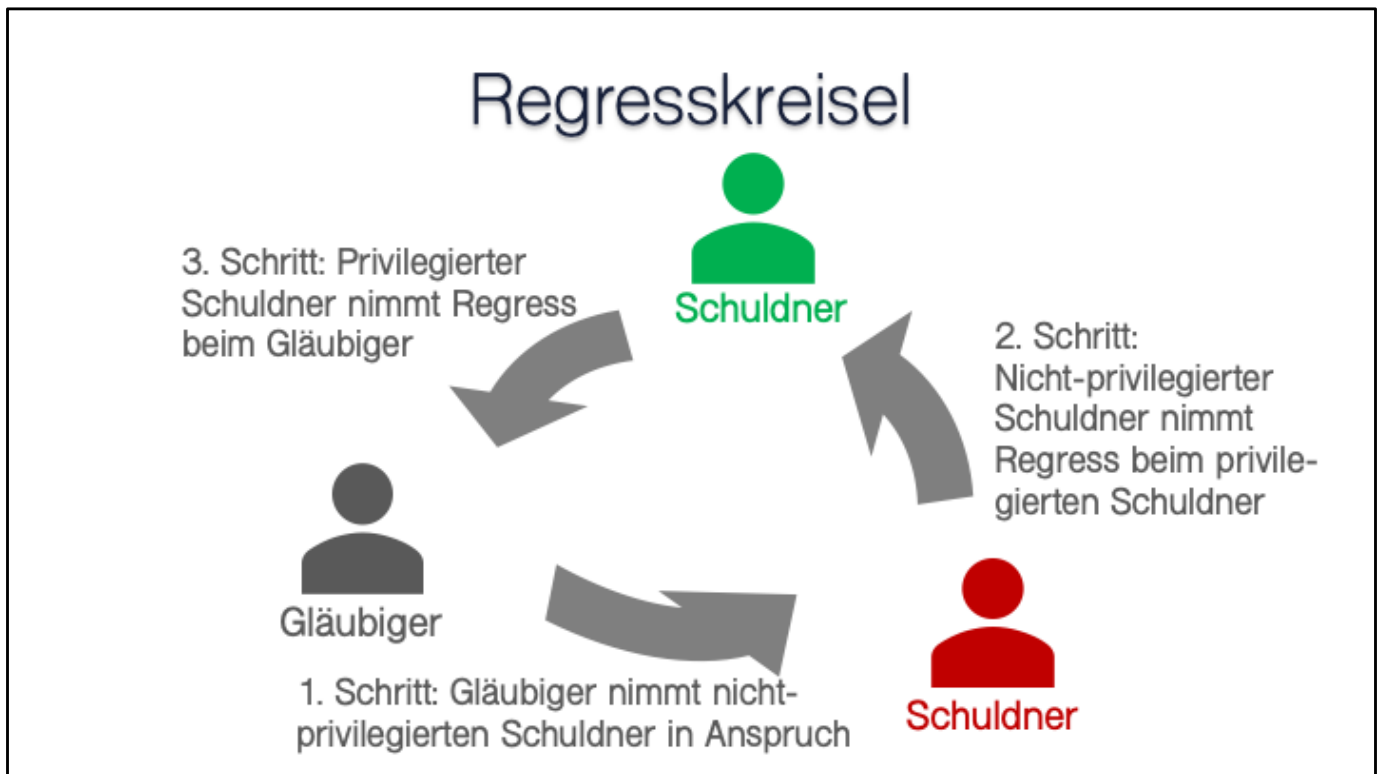 Regresskreisel
3. Schritt: Privilegierter
Schuldner nimmt Regress
beim Gläubiger
Schuldner
2. Schritt:
Nicht-privilegierter
Schuldner nimmt
Regress beim privile-
gierten Schuldner
Gläubiger
1. Schritt: Gläubiger nimmt nicht-
privilegierten Schuldner in Anspruch
Schuldner